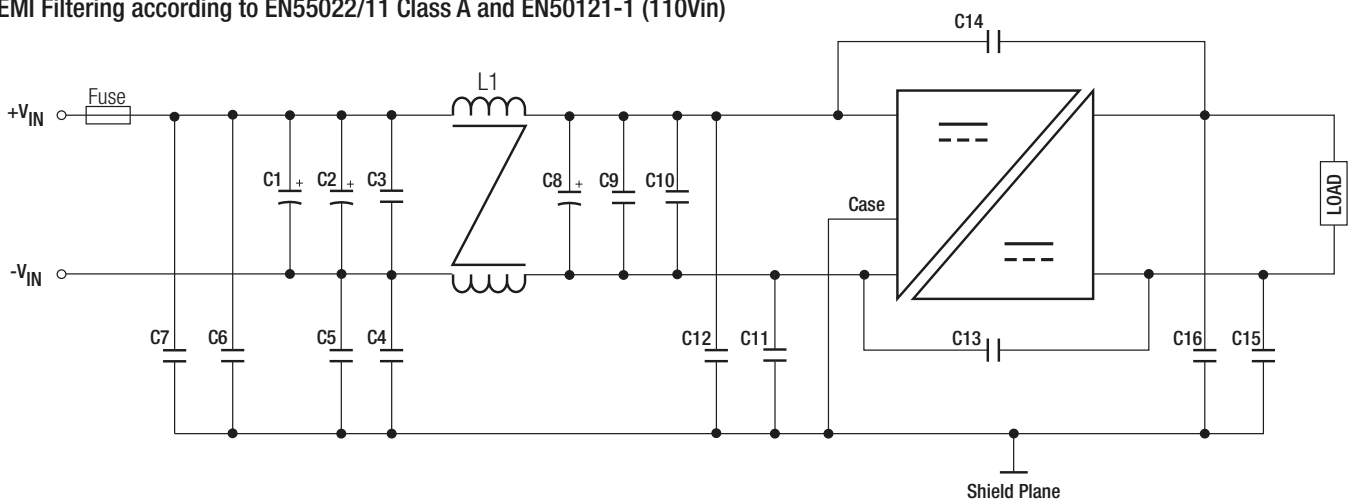 EMI Filtering according to EN55022/11 Class A and EN50121-1 (110Vin)
C14
L1
Fuse
+VIN
C1 + C2 + C3
C8 + C9 C10
Case
LOAD
-VIN
C7 C6 C5 C4
C12 C11
C13
C16 C15
Shield Plane